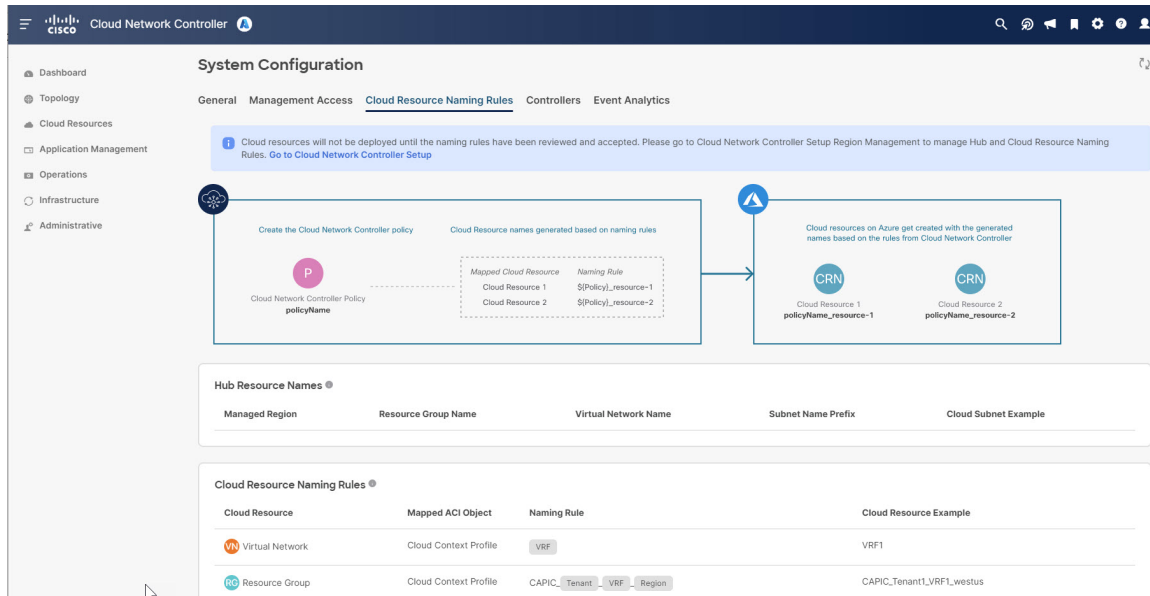 CISCO Cloud Network Controller
Dashboard
Topology
Cloud Resources
Application Management
Operations
Infrastructure
Administrative
System Configuration
General Management Access Cloud Resource Naming Rules Controllers Event Analytics
Cloud resources will not be deployed until the naming rules have been reviewed and accepted. Please go to Cloud Network Controller Setup Region Management to manage Hub and Cloud Resource Naming
Rules. Go to Cloud Network Controller Setup
Create the Cloud Network Controller policy
P
Cloud Network Controller Policy
policyName
Cloud Resource names generated based on naming rules
Mapped Cloud Resource Naming Rule
Cloud Resource 1 ${Policy}_resource-1
Cloud Resource 2 ${Policy}_resource-2
Cloud resources on Azure get created with the generated
names based on the rules from Cloud Network Controller
CRN CRN
Cloud Resource 1 Cloud Resource 2
policyName_resource-1 policyName_resource-2
Hub Resource Names
Managed Region Resource Group Name Virtual Network Name Subnet Name Prefix Cloud Subnet Example
Cloud Resource Naming Rules
Cloud Resource Mapped ACI Object Naming Rule Cloud Resource Example
VN Virtual Network Cloud Context Profile VRF VRF1
RG Resource Group Cloud Context Profile CAPIC_ Tenant _ VRF _ Region CAPIC_Tenant1_VRF1_westus